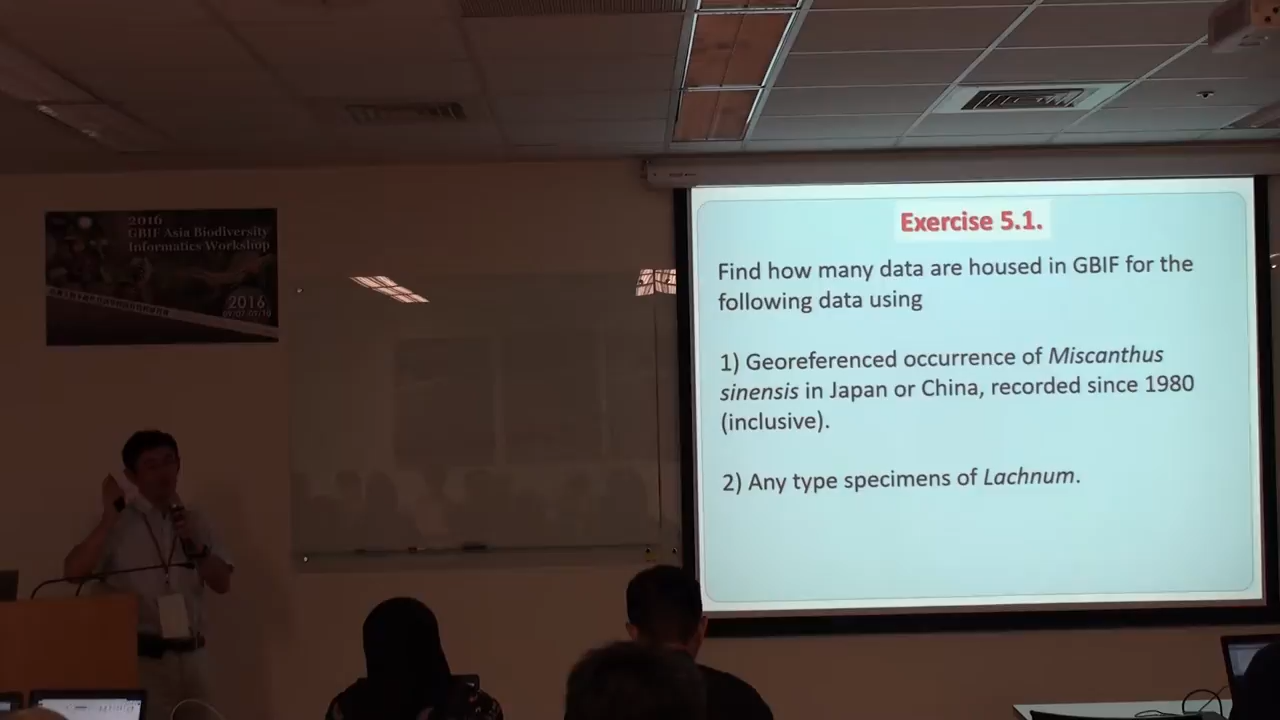 2016
GBIF Asia Biodiversity
Informatics Workshop
2016
Exercise 5.1.
Find how many data are housed in GBIF for the
following data using
1) Georeferenced occurrence of Miscanthus
sinensis in Japan or China, recorded since 1980
(inclusive).
2) Any type specimens of Lachnum.